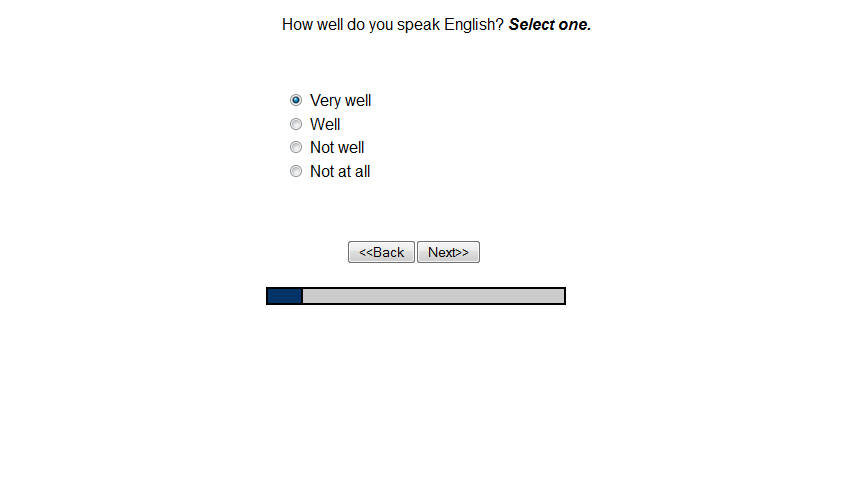 How well do you speak English? Select one.
Very well
Well
Not well
Not at all
<<Back Next>>